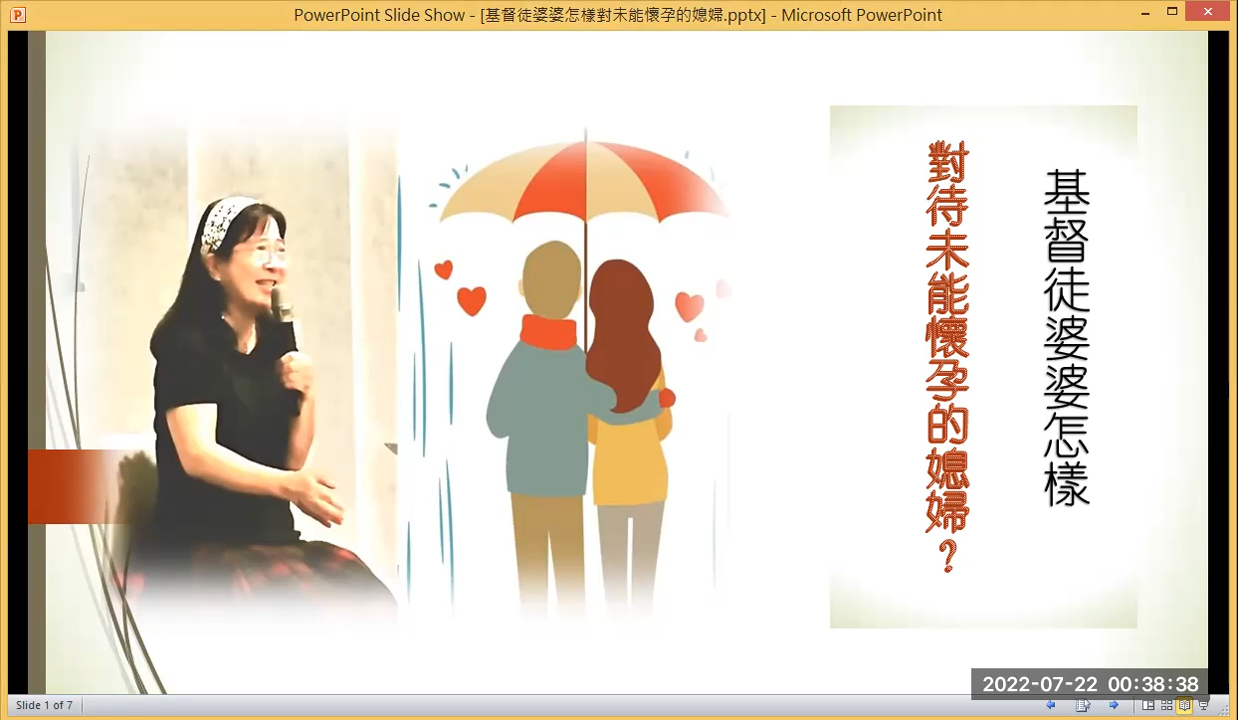 PowerPoint Slide Show - [基督徒婆婆怎樣對未能懷孕的媳婦.pptx] - Microsoft PowerPoint
基督徒婆婆怎樣
對待未能懷孕的媳婦？
2022-07-22 00:38:38
Slide 1 of 7